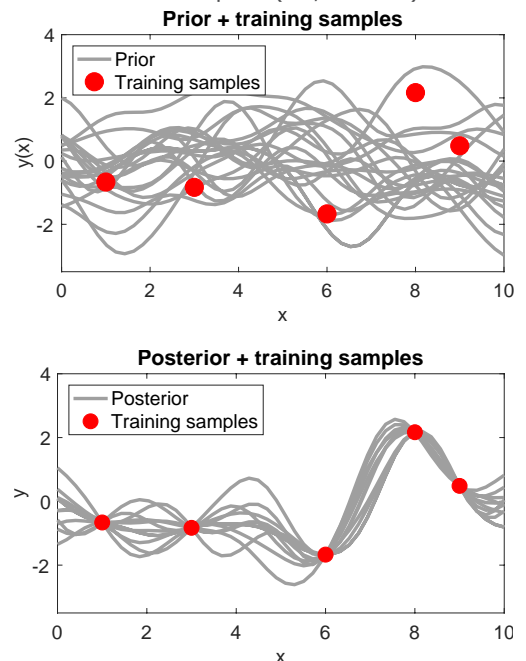 Prior + training samples
4
Prior
Training samples
2
y(x)
0
-2
0 2 4 6 8 10
x
Posterior + training samples
4
Posterior
Training samples
2
y
0
-2
0 2 4 6 8 10
x